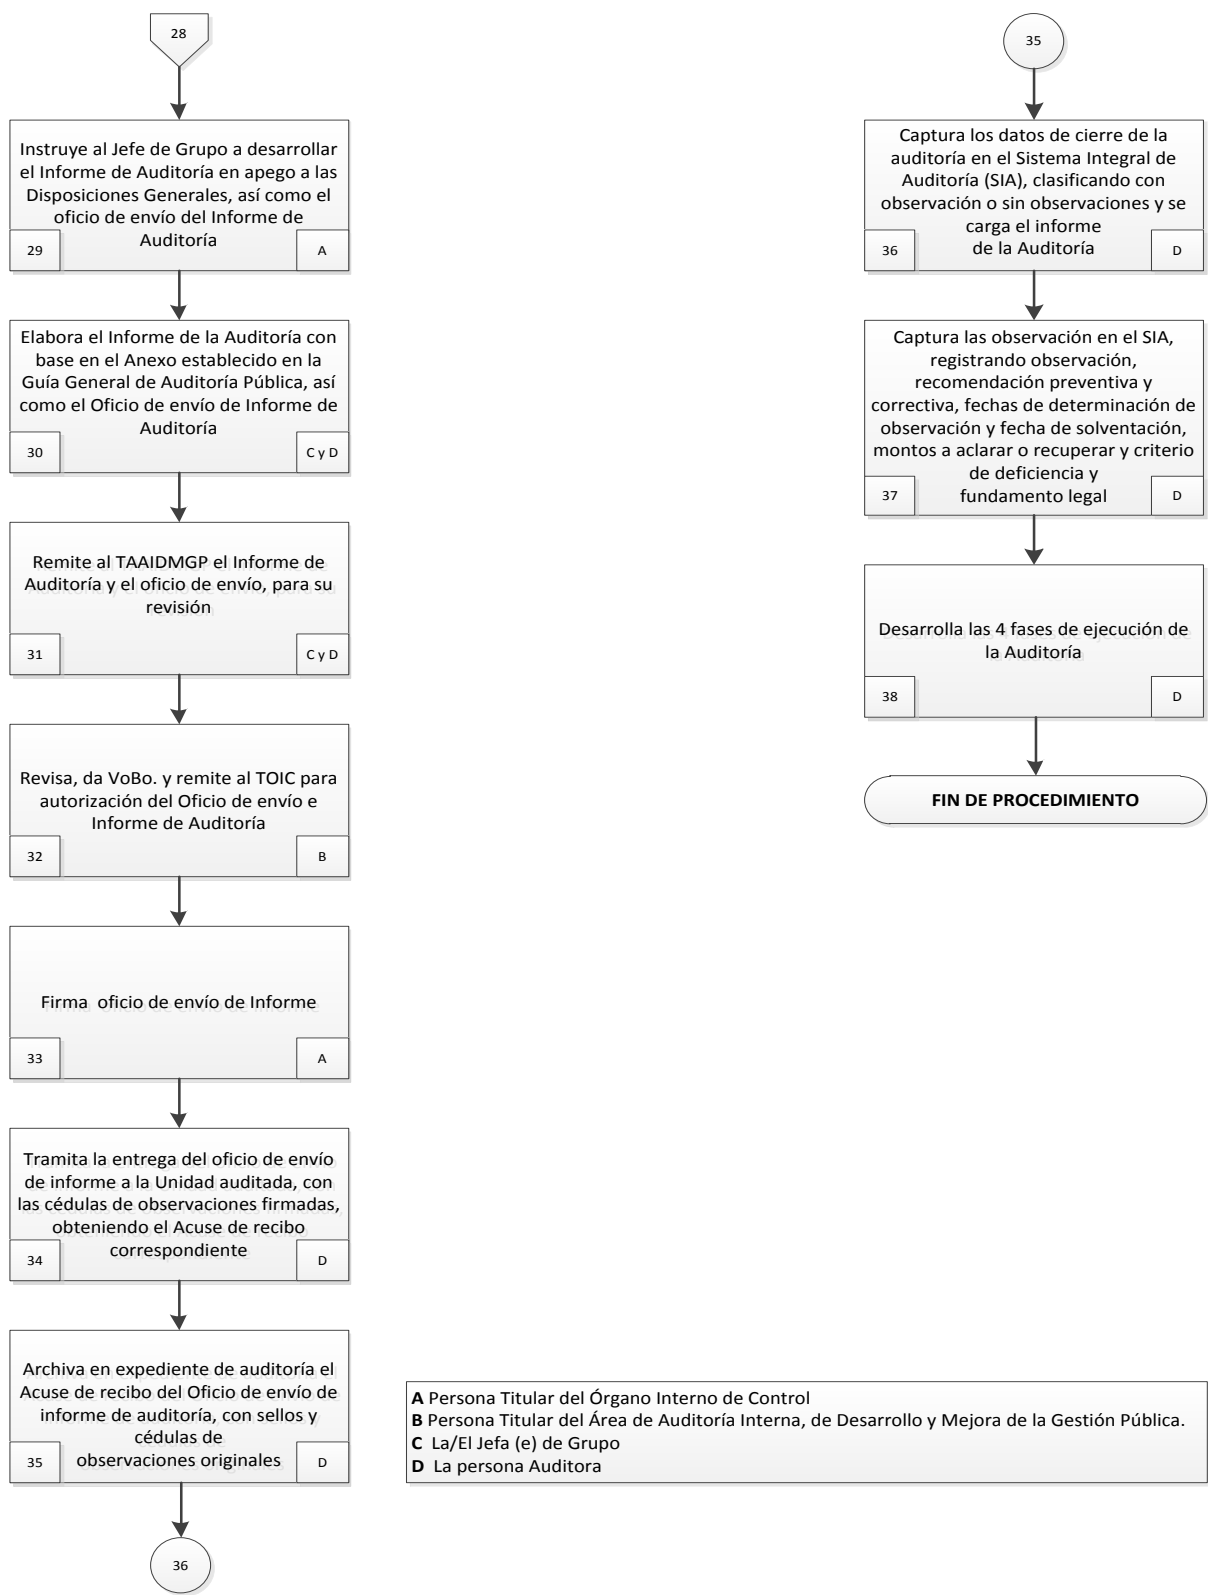 28
Instruye al Jefe de Grupo a desarrollar
el Informe de Auditoría en apego a las
Disposiciones Generales, así como el
oficio de envío del Informe de
Auditoría
29
A
Elabora el Informe de la Auditoría con
base en el Anexo establecido en la
Guía General de Auditoría Pública, así
como el Oficio de envío de Informe de
Auditoría
30
C y D
Remite al TAAIDMGP el Informe de
Auditoría y el oficio de envío, para su
revisión
31
C y D
Revisa, da VoBo. y remite al TOIC para
autorización del Oficio de envío e
Informe de Auditoría
32
B
Firma oficio de envío de Informe
33
A
Tramita la entrega del oficio de envío
de informe a la Unidad auditada, con
las cédulas de observaciones firmadas,
obteniendo el Acuse de recibo
correspondiente
34
D
Archiva en expediente de auditoría el
Acuse de recibo del Oficio de envío de
informe de auditoría, con sellos y
cédulas de
observaciones originales
35
D
36
35
Captura los datos de cierre de la
auditoría en el Sistema Integral de
Auditoría (SIA), clasificando con
observación o sin observaciones y se
carga el informe
de la Auditoría
36
D
Captura las observación en el SIA,
registrando observación,
recomendación preventiva y
correctiva, fechas de determinación de
observación y fecha de solventación,
montos a aclarar o recuperar y criterio
de deficiencia y
fundamento legal
37
D
Desarrolla las 4 fases de ejecución de
la Auditoría
38
D
FIN DE PROCEDIMIENTO
A Persona Titular del Órgano Interno de Control
B Persona Titular del Área de Auditoría Interna, de Desarrollo y Mejora de la Gestión Pública.
C La/El Jefa (e) de Grupo
D La persona Auditora